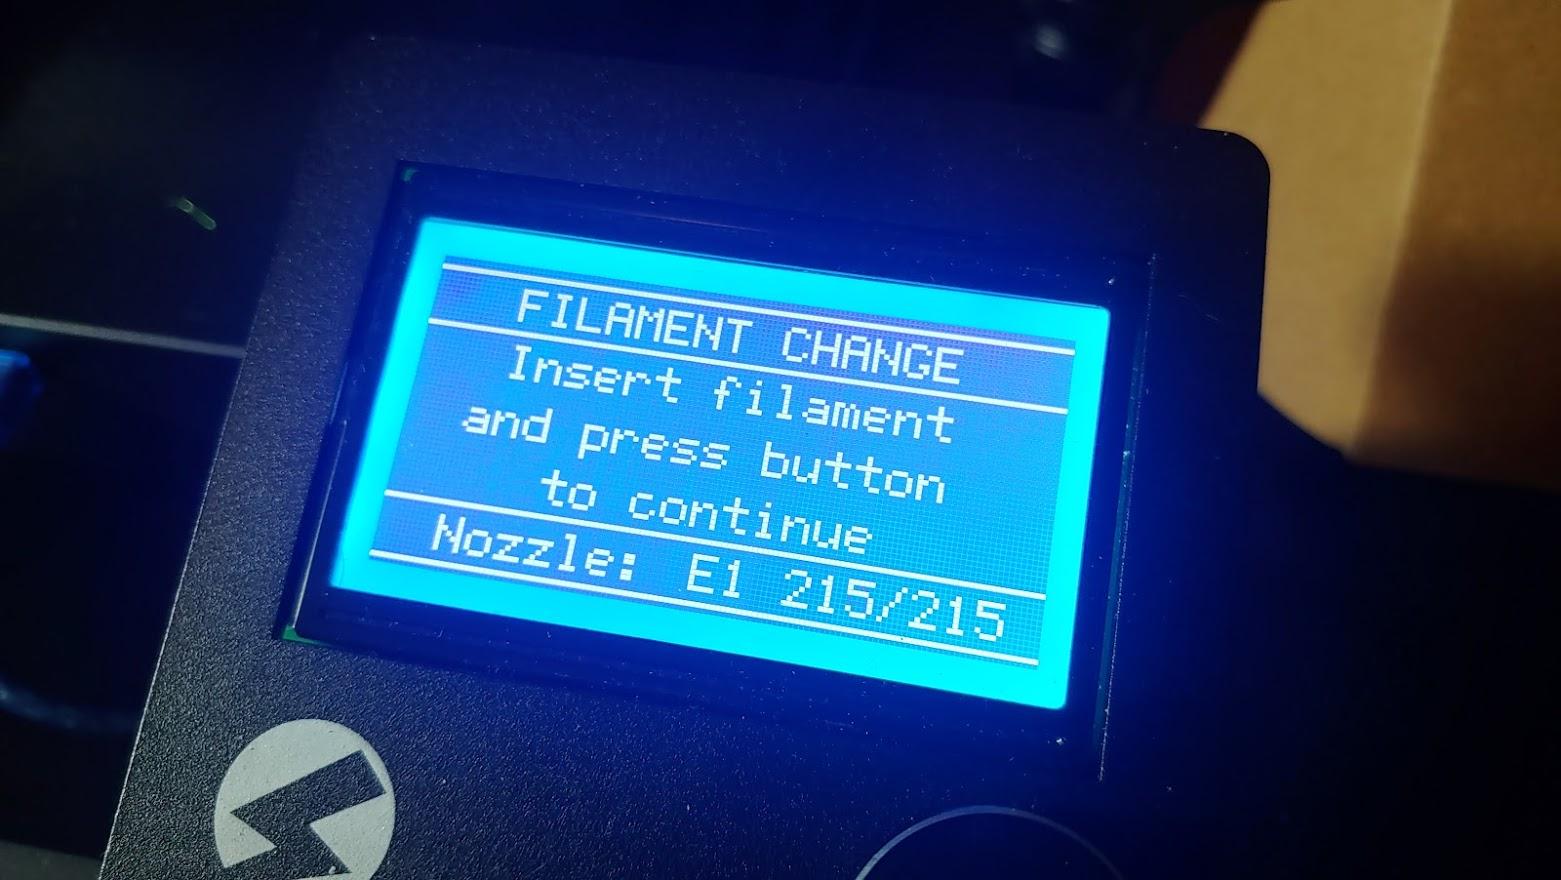 FILAMENT CHANGE
Insert filament
and press button
to continue
Nozzle: E1 215/215